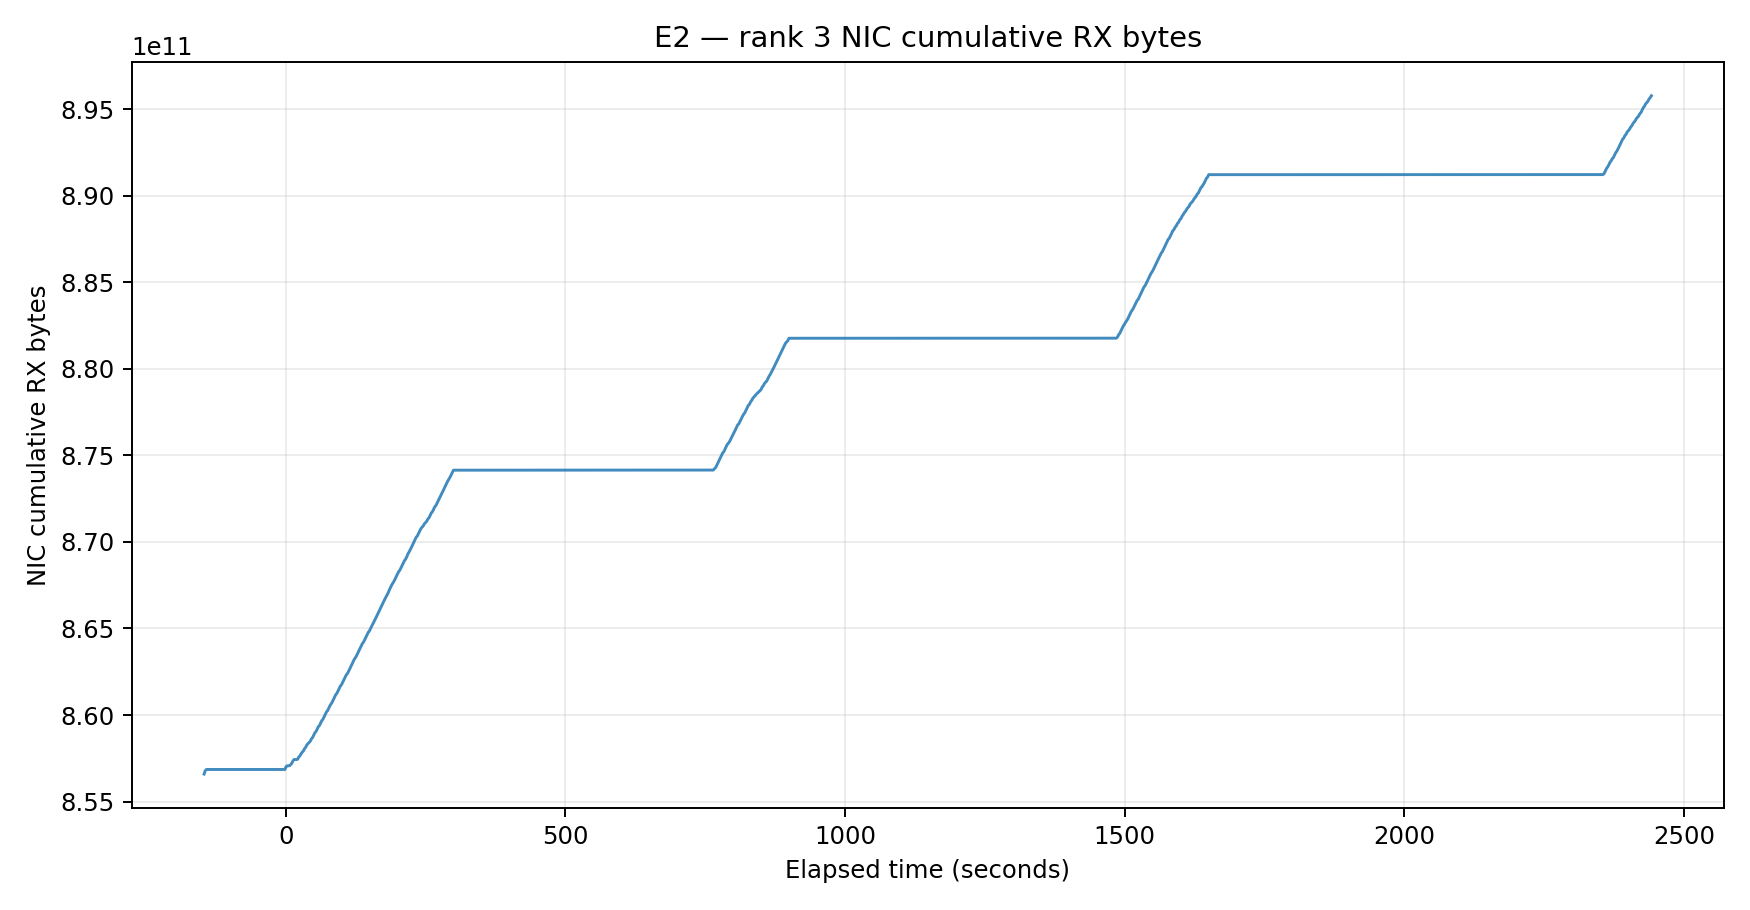 E2 — rank 3 NIC cumulative RX bytes
1e11
8.95
8.90
8.85
8.80
8.75
8.70
8.65
8.60
8.55
NIC cumulative RX bytes
0 500 1000 1500 2000 2500
Elapsed time (seconds)